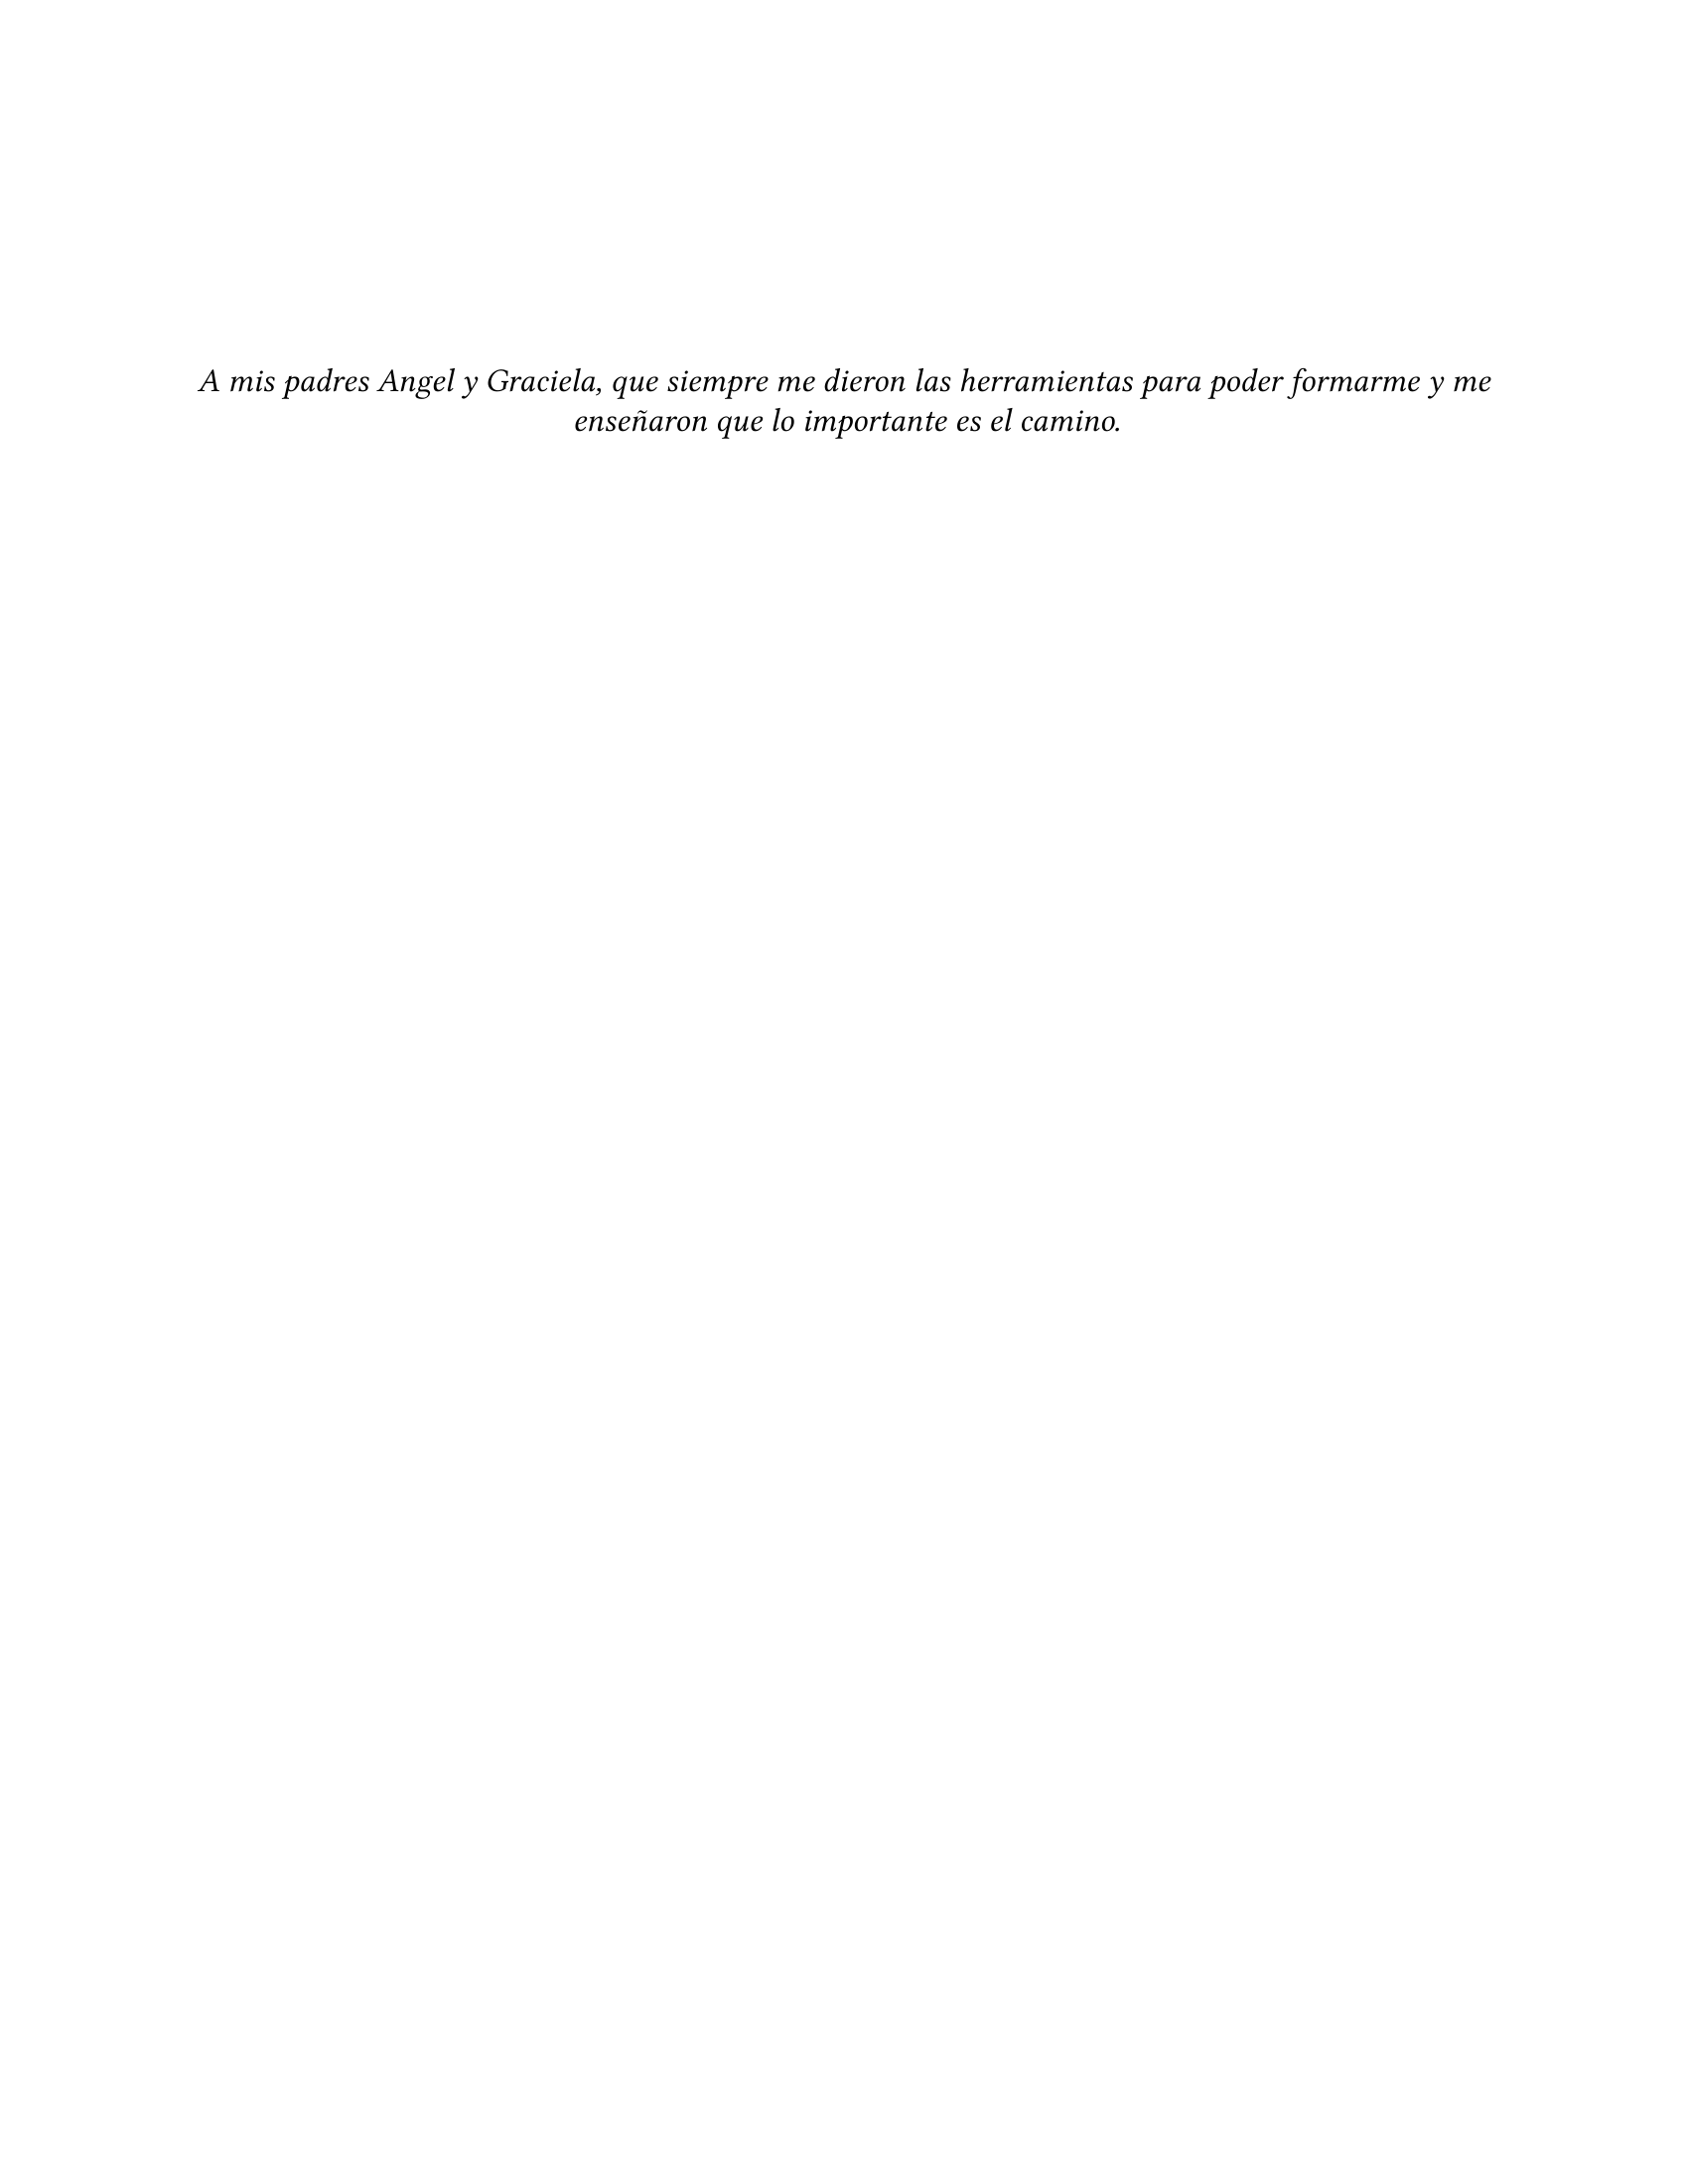 A mis padres Angel y Graciela, que siempre me dieron las herramientas para poder formarme y me
enseñaron que lo importante es el camino.